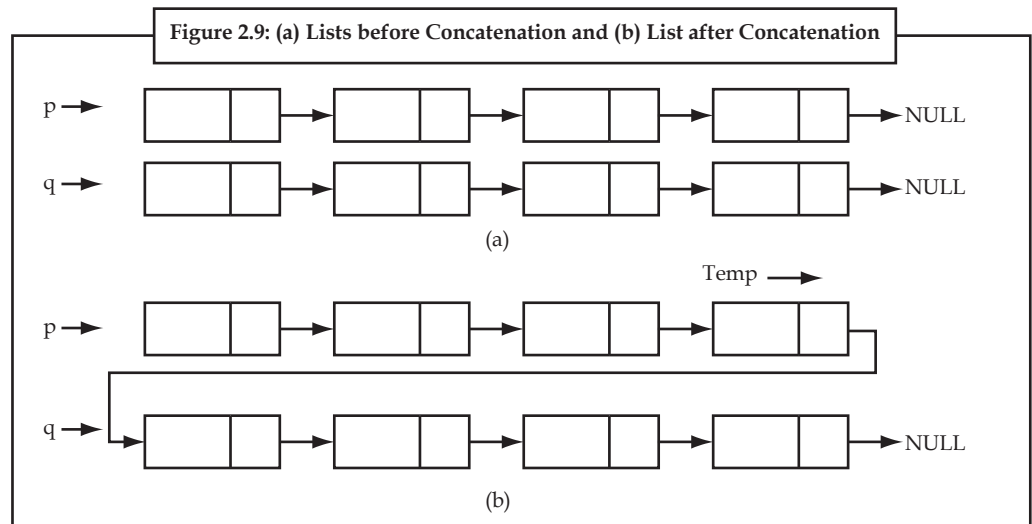 Figure 2.9: (a) Lists before Concatenation and (b) List after Concatenation
p
NULL
q
NULL
(a)
Temp
p
q
NULL
(b)